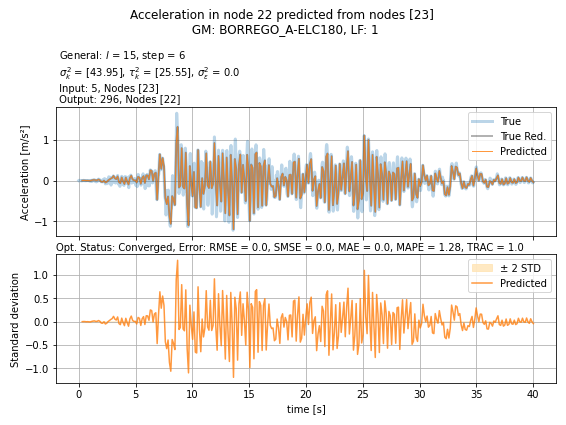 Acceleration in node 22 predicted from nodes [23]
GM: BORREGO_A-ELC180, LF: 1
General: l = 15, step = 6
σ²ₖ = [43.95], τ²ₖ = [25.55], σ²ₑ = 0.0
Input: 5, Nodes [23]
Output: 296, Nodes [22]
Acceleration [m/s²]
1
0
−1
True
True Red.
Predicted
Opt. Status: Converged, Error: RMSE = 0.0, SMSE = 0.0, MAE = 0.0, MAPE = 1.28, TRAC = 1.0
Standard deviation
1.0
0.5
0.0
−0.5
−1.0
± 2 STD
Predicted
0 5 10 15 20 25 30 35 40
time [s]